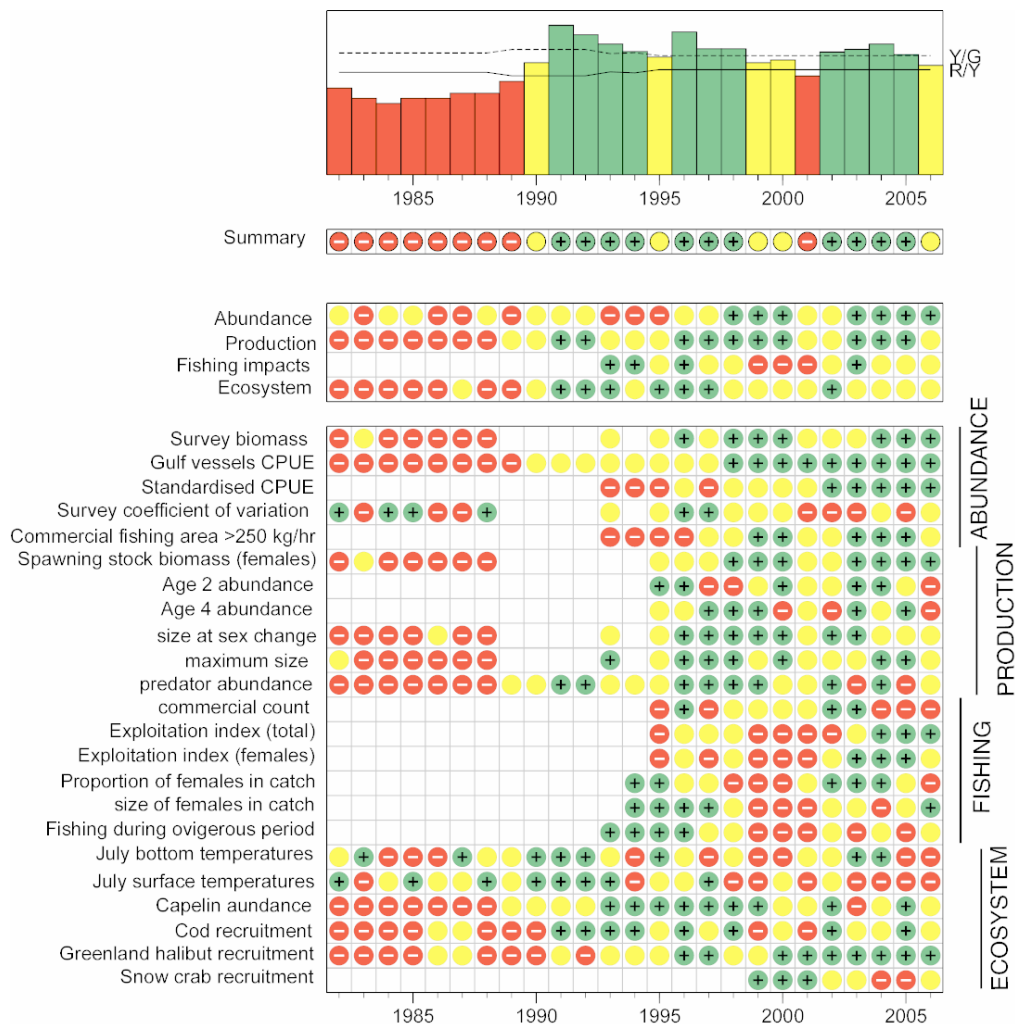 Y/G
R/Y
1985 1990 1995 2000 2005
Summary
Abundance
Production
Fishing impacts
Ecosystem
Survey biomass
Gulf vessels CPUE
Standardised CPUE
Survey coefficient of variation
Commercial fishing area >250 kg/hr
ABUNDANCE
Spawning stock biomass (females)
Age 2 abundance
Age 4 abundance
size at sex change
maximum size
predator abundance
PRODUCTION
commercial count
Exploitation index (total)
Exploitation index (females)
Proportion of females in catch
size of females in catch
Fishing during ovigerous period
FISHING
July bottom temperatures
July surface temperatures
Capelin aundance
Cod recruitment
Greenland halibut recruitment
Snow crab recruitment
ECOSYSTEM
1985 1990 1995 2000 2005